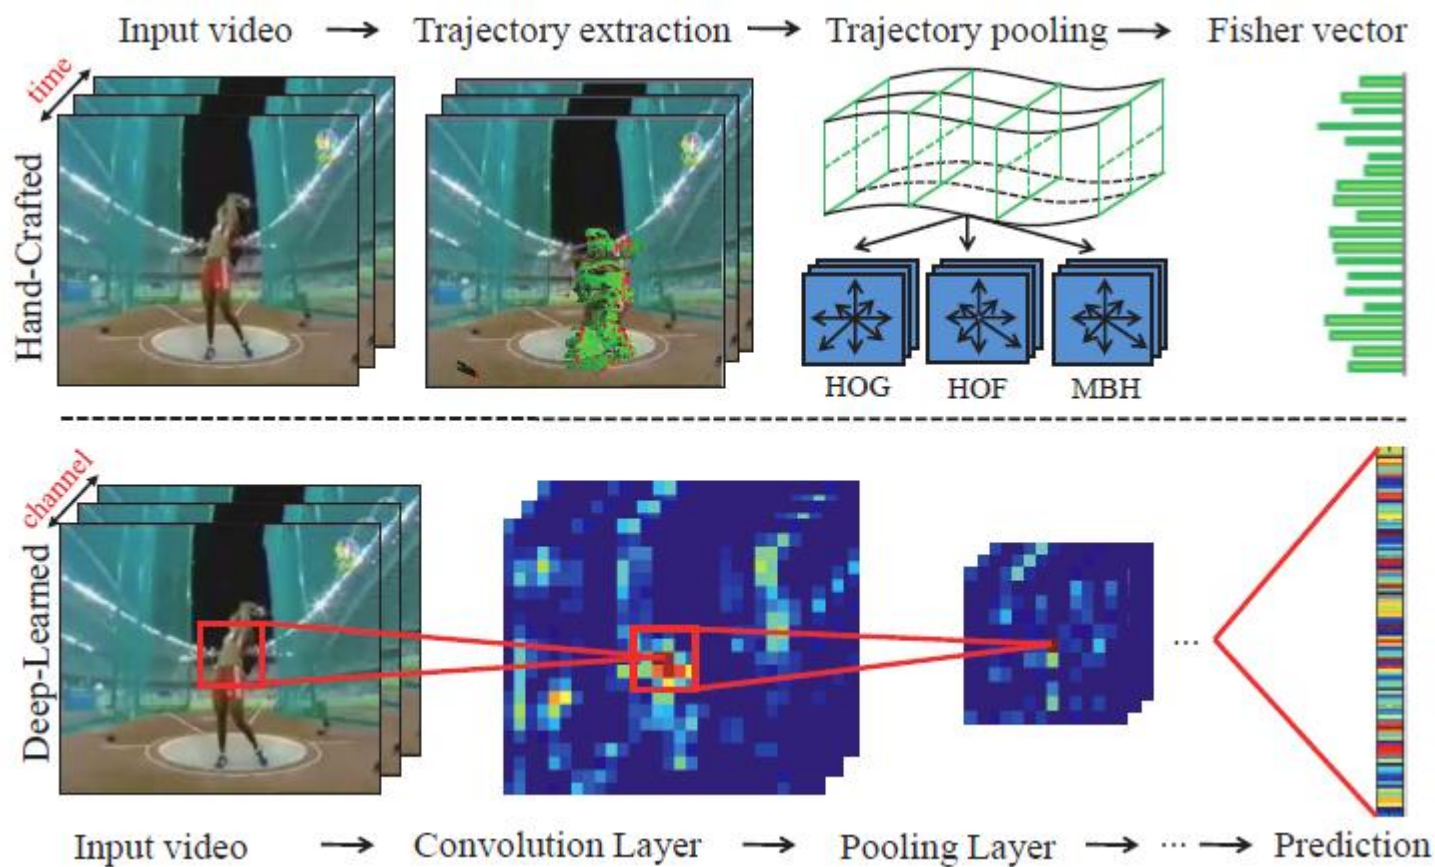 Input video → Trajectory extraction → Trajectory pooling → Fisher vector
time
Hand-Crafted
HOG HOF MBH
channel
Deep-Learned
...
Input video → Convolution Layer → Pooling Layer → ... → Prediction